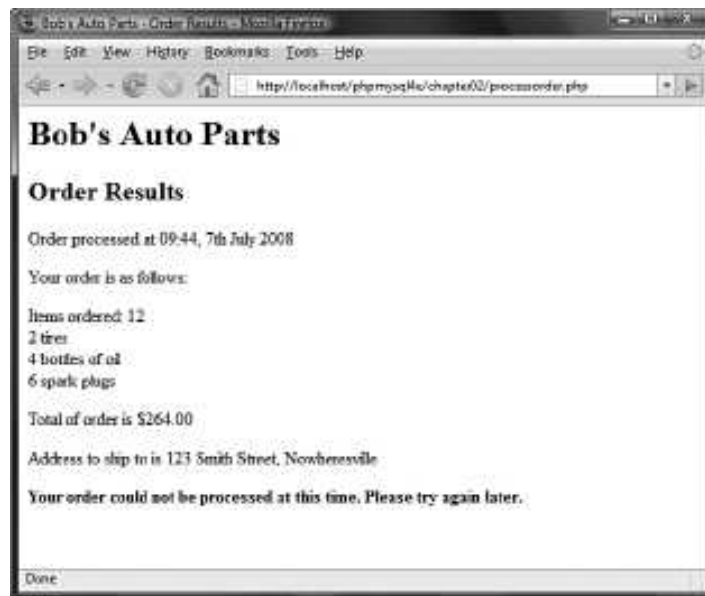 Bob's Auto Parts - Order Results - Mozilla Firefox
File Edit View History Bookmarks Tools Help
http://localhost/phpmysql4e/chapter02/processorder.php
Bob's Auto Parts
Order Results
Order processed at 09:44, 7th July 2008
Your order is as follows:
Items ordered: 12
2 tires
4 bottles of oil
6 spark plugs
Total of order is $264.00
Address to ship to is 123 Smith Street, Nowheresville
Your order could not be processed at this time. Please try again later.
Done